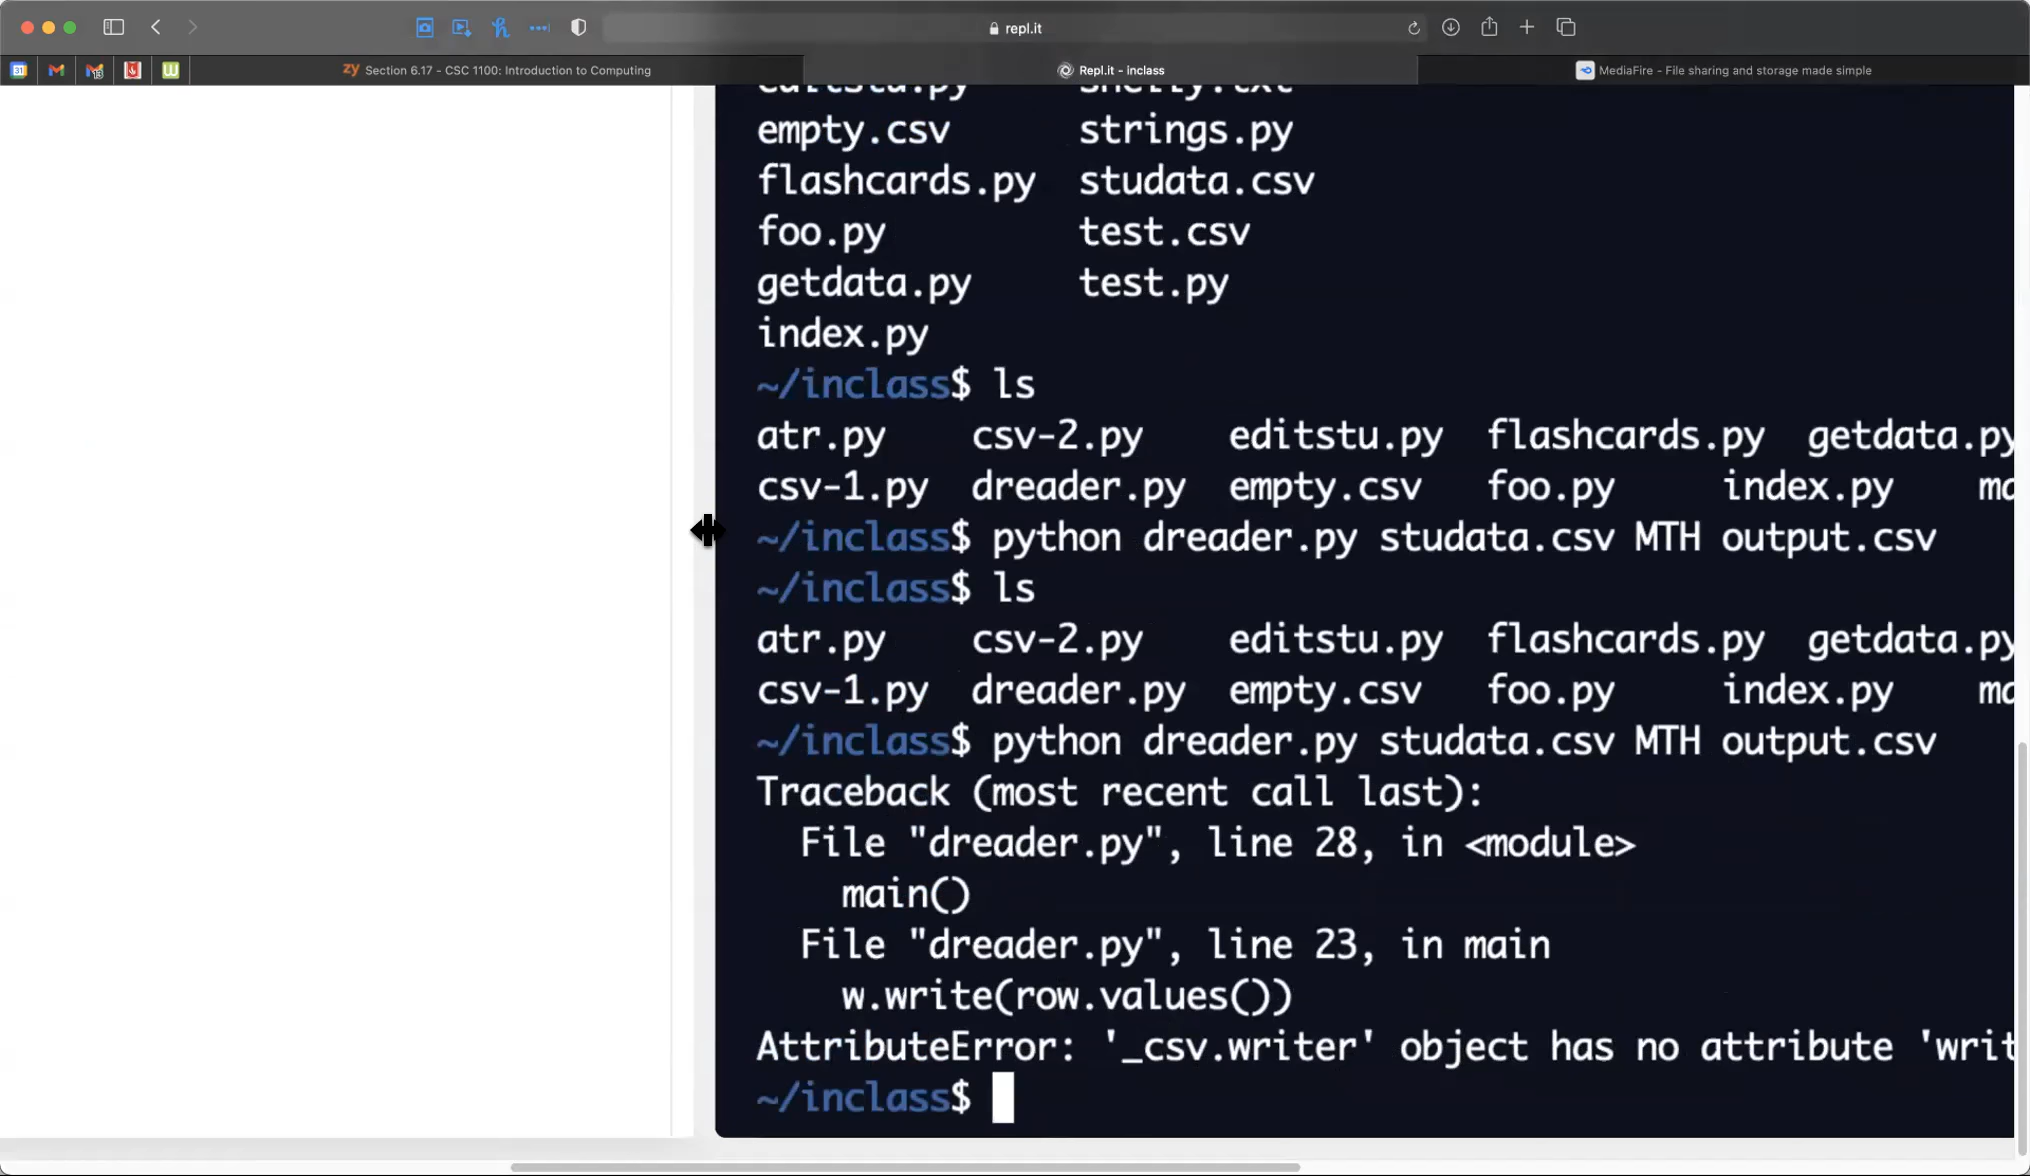 repl.it
Section 6.17 - CSC 1100: Introduction to Computing
Repl.it - inclass
MediaFire - File sharing and storage made simple
empty.csv strings.py
flashcards.py studata.csv
foo.py test.csv
getdata.py test.py
index.py
~/inclass$ ls
atr.py csv-2.py editstu.py flashcards.py getdata.py
csv-1.py dreader.py empty.csv foo.py index.py
~/inclass$ python dreader.py studata.csv MTH output.csv
~/inclass$ ls
atr.py csv-2.py editstu.py flashcards.py getdata.py
csv-1.py dreader.py empty.csv foo.py index.py
~/inclass$ python dreader.py studata.csv MTH output.csv
Traceback (most recent call last):
File "dreader.py", line 28, in <module>
main()
File "dreader.py", line 23, in main
w.write(row.values())
AttributeError: '_csv.writer' object has no attribute 'writ
~/inclass$